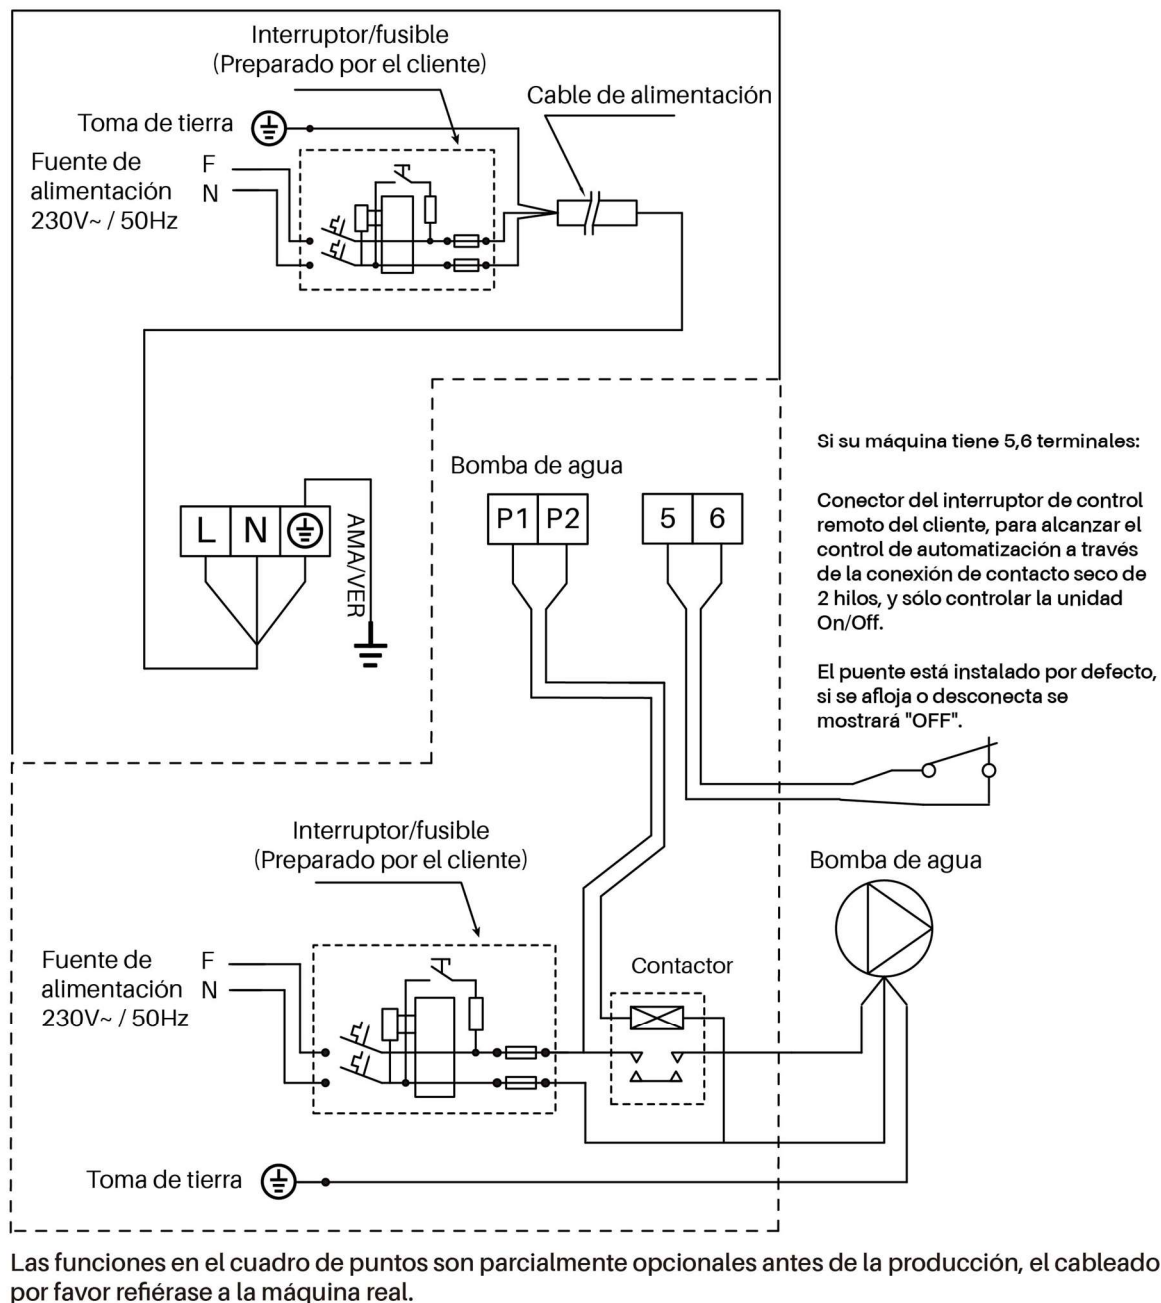 Interruptor/fusible
(Preparado por el cliente)
Cable de alimentación
Toma de tierra
Fuente de
alimentación
230V~ / 50Hz
F
N
Bomba de agua
L N
AMA/VER
P1 P2
5 6
Si su máquina tiene 5,6 terminales:
Conector del interruptor de control
remoto del cliente, para alcanzar el
control de automatización a través
de la conexión de contacto seco de
2 hilos, y sólo controlar la unidad
On/Off.
El puente está instalado por defecto,
si se afloja o desconecta se
mostrará "OFF".
Interruptor/fusible
(Preparado por el cliente)
Bomba de agua
Fuente de
alimentación
230V~ / 50Hz
F
N
Contactor
Toma de tierra
Las funciones en el cuadro de puntos son parcialmente opcionales antes de la producción, el cableado
por favor refiérase a la máquina real.